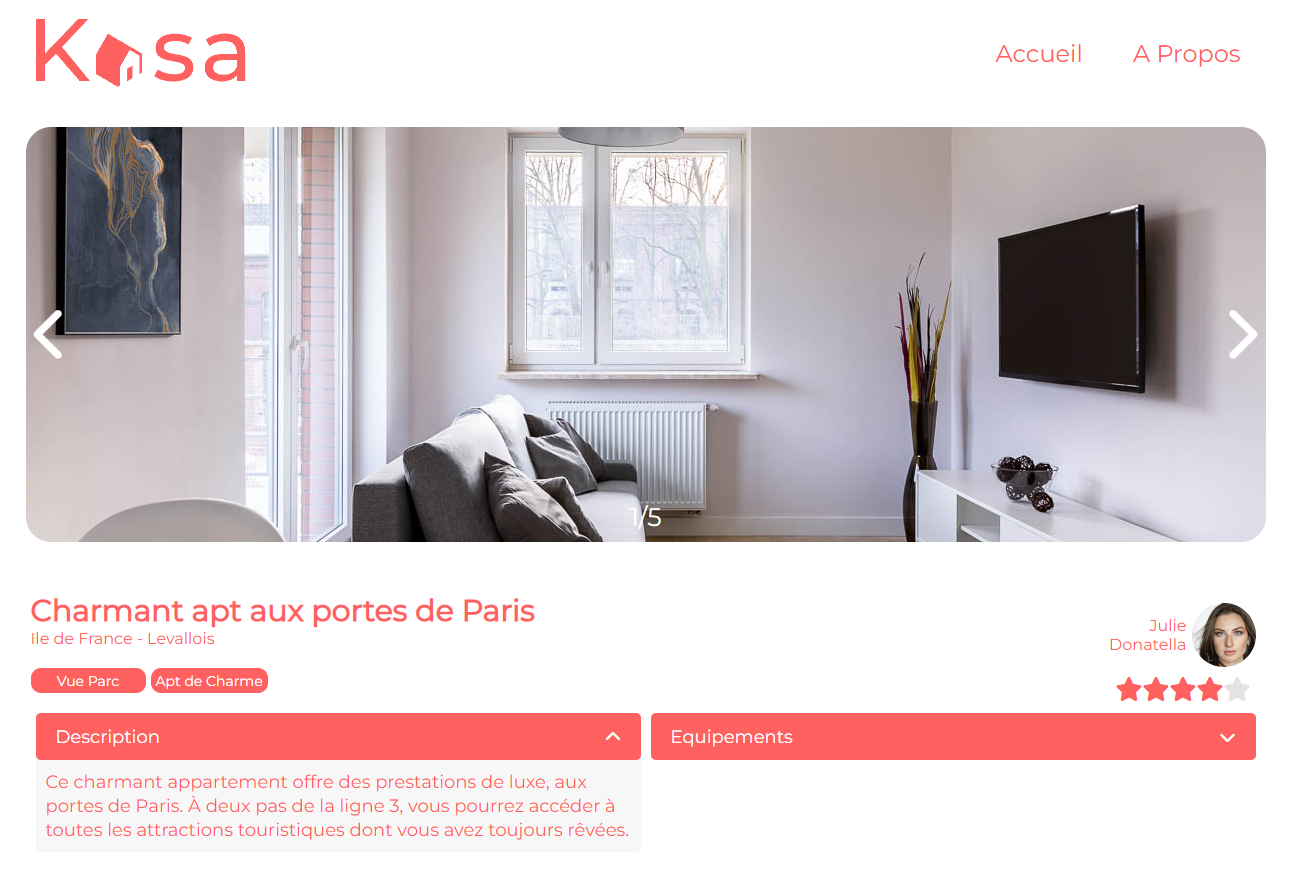 Kasa
Accueil
A Propos
1/5
Charmant apt aux portes de Paris
Ile de France - Levallois
Julie
Donatella
Vue Parc
Apt de Charme
Description
Equipements
Ce charmant appartement offre des prestations de luxe, aux
portes de Paris. À deux pas de la ligne 3, vous pourrez accéder à
toutes les attractions touristiques dont vous avez toujours rêvées.